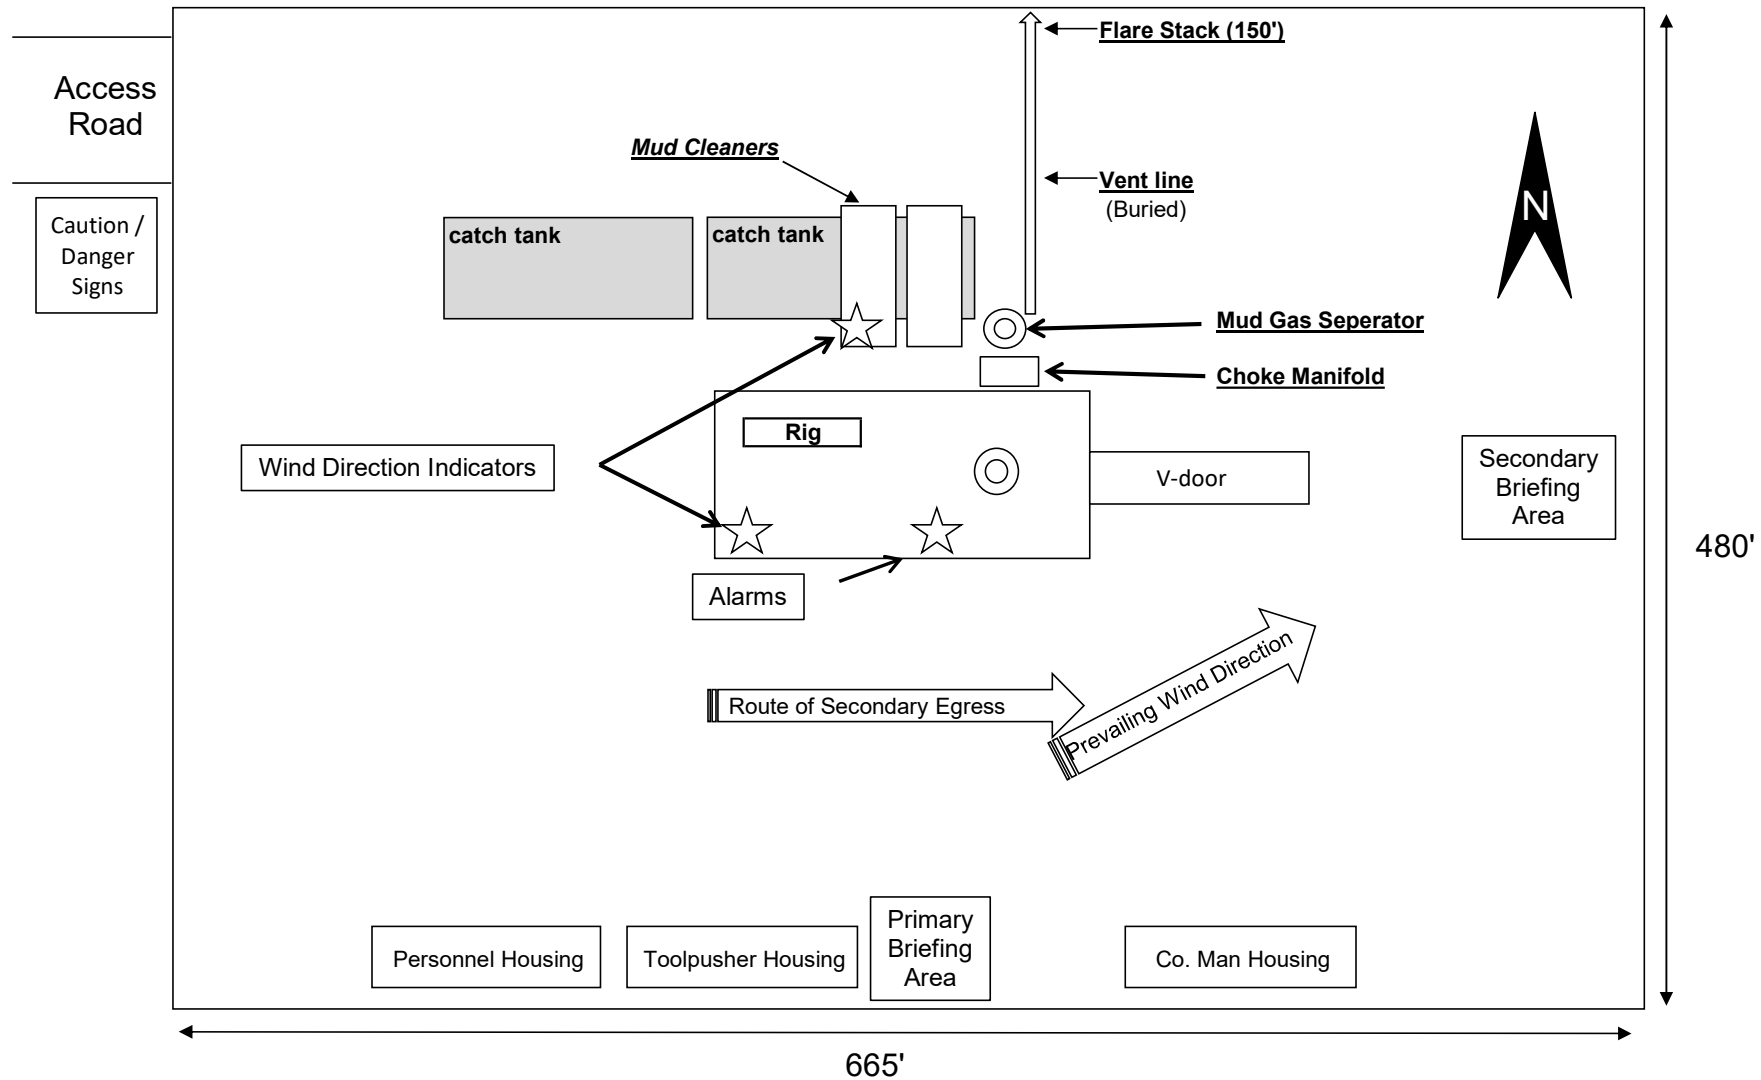 Flare Stack (150')
Access
Road
Mud Cleaners
Vent line
(Buried)
N
Caution /
Danger
Signs
catch tank
catch tank
Mud Gas Seperator
Choke Manifold
Rig
Wind Direction Indicators
V-door
Secondary
Briefing
Area
480'
Alarms
Prevailing Wind Direction
Route of Secondary Egress
Personnel Housing
Toolpusher Housing
Primary
Briefing
Area
Co. Man Housing
665'